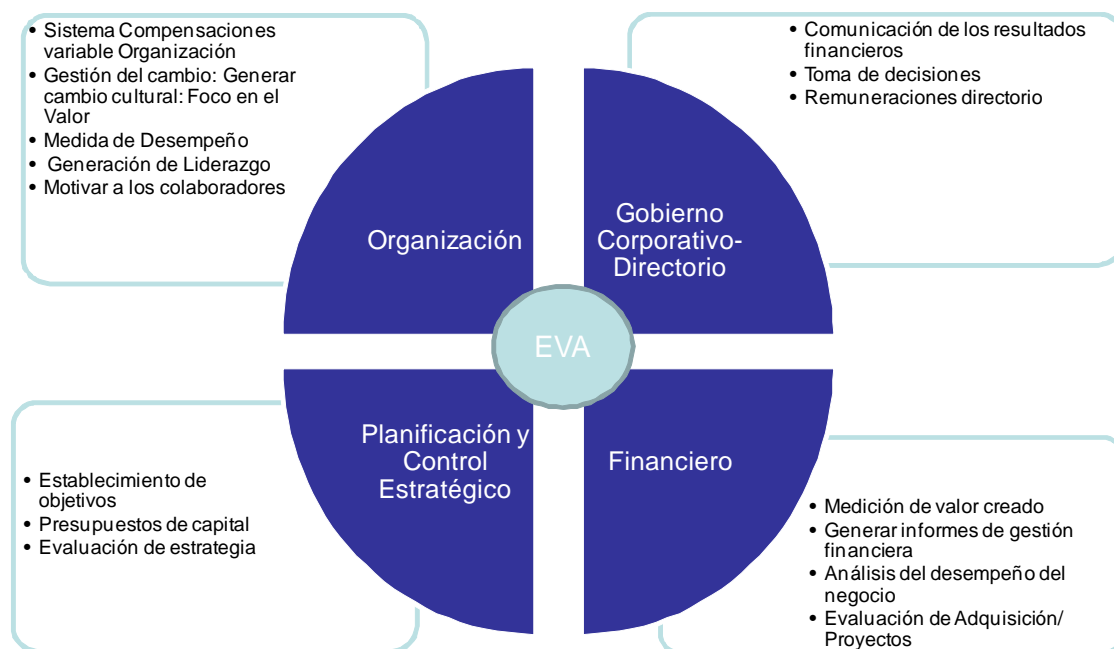 • Sistema Compensaciones
variable Organización
• Gestión del cambio: Generar
cambio cultural: Foco en el
Valor
• Medida de Desempeño
• Generación de Liderazgo
• Motivar a los colaboradores
• Comunicación de los resultados
financieros
• Toma de decisiones
• Remuneraciones directorio
Organización
Gobierno
Corporativo-
Directorio
EVA
Planificación y
Control
Estratégico
Financiero
• Establecimiento de
objetivos
• Presupuestos de capital
• Evaluación de estrategia
• Medición de valor creado
• Generar informes de gestión
financiera
• Análisis del desempeño del
negocio
• Evaluación de Adquisición/
Proyectos